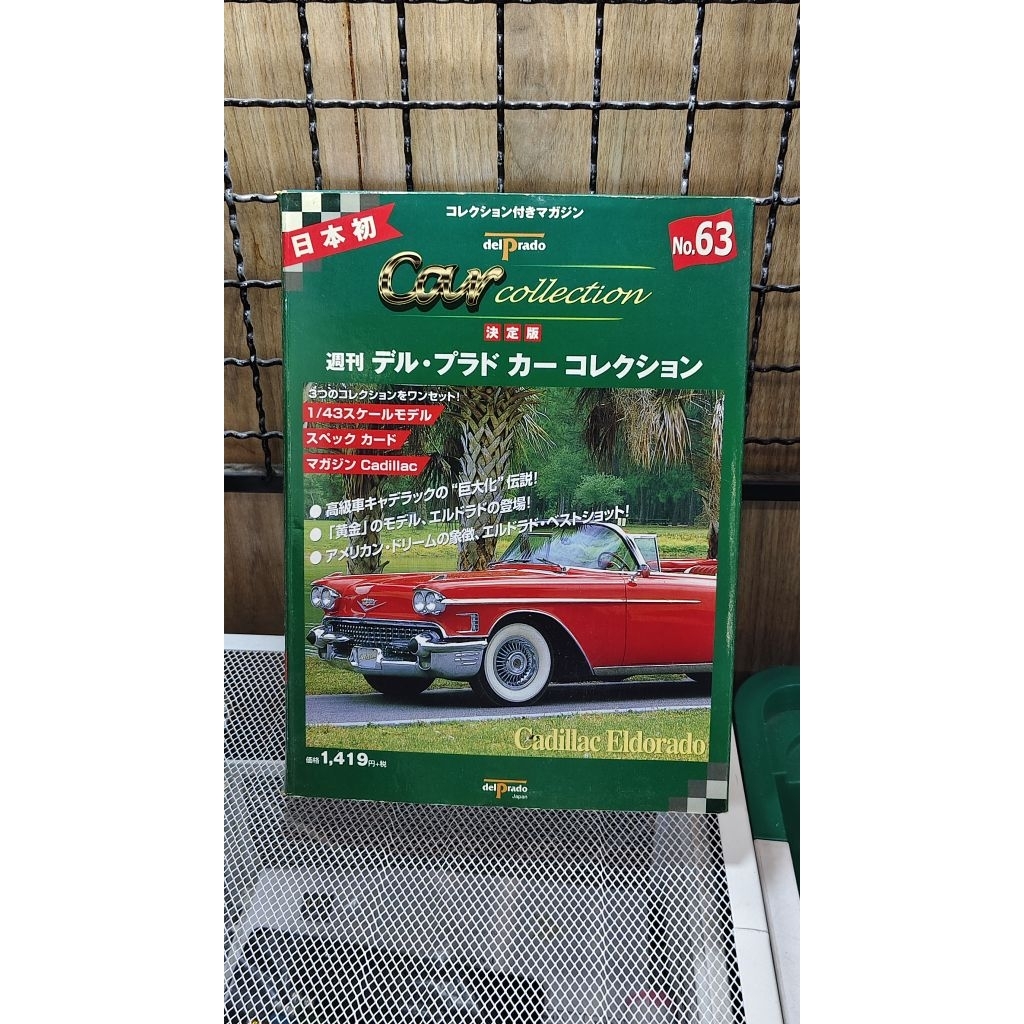 コレクション付きマガジン
日本初
del Prado
No.63
Car collection
決定版
週刊 デル・プラド カー コレクション
3つのコレクションをワンセット!
1/43スケールモデル
スペック カード
マガジン Cadillac
●高級車キャデラックの"巨大化"伝説!
●「黄金」のモデル、エルドラドの登場!
●アメリカン・ドリームの象徴、エルドラド・ベストショット!
Cadillac Eldorado
価格 1,419円+税
del Prado
Japan